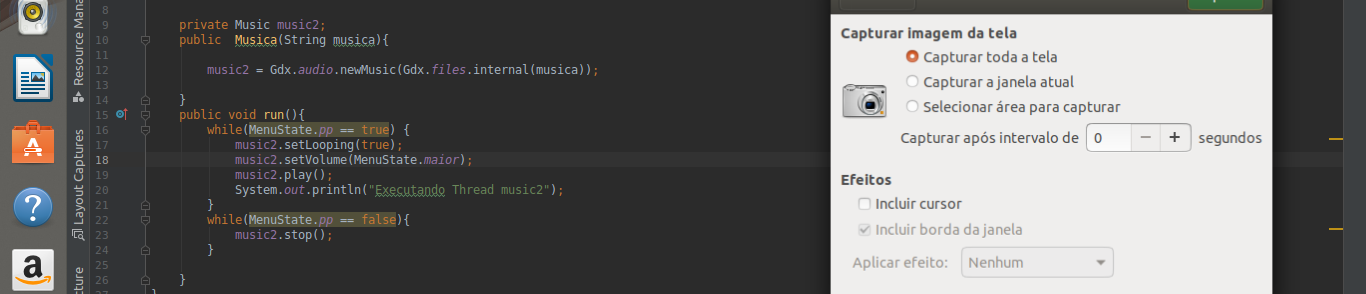 Resource Mana
Layout Captures
cture
8
9 private Music music2;
10 public Musica(String musica){
11
12 music2 = Gdx.audio.newMusic(Gdx.files.internal(musica));
13
14 }
15 public void run(){
16 while(MenuState.pp == true) {
17 music2.setLooping(true);
18 music2.setVolume(MenuState.maior);
19 music2.play();
20 System.out.println("Executando Thread music2");
21 }
22 while(MenuState.pp == false){
23 music2.stop();
24 }
25
26 }
27 }
Capturar imagem da tela
Capturar toda a tela
Capturar a janela atual
Selecionar área para capturar
Capturar após intervalo de 0 − + segundos
Efeitos
Incluir cursor
Incluir borda da janela
Aplicar efeito: Nenhum